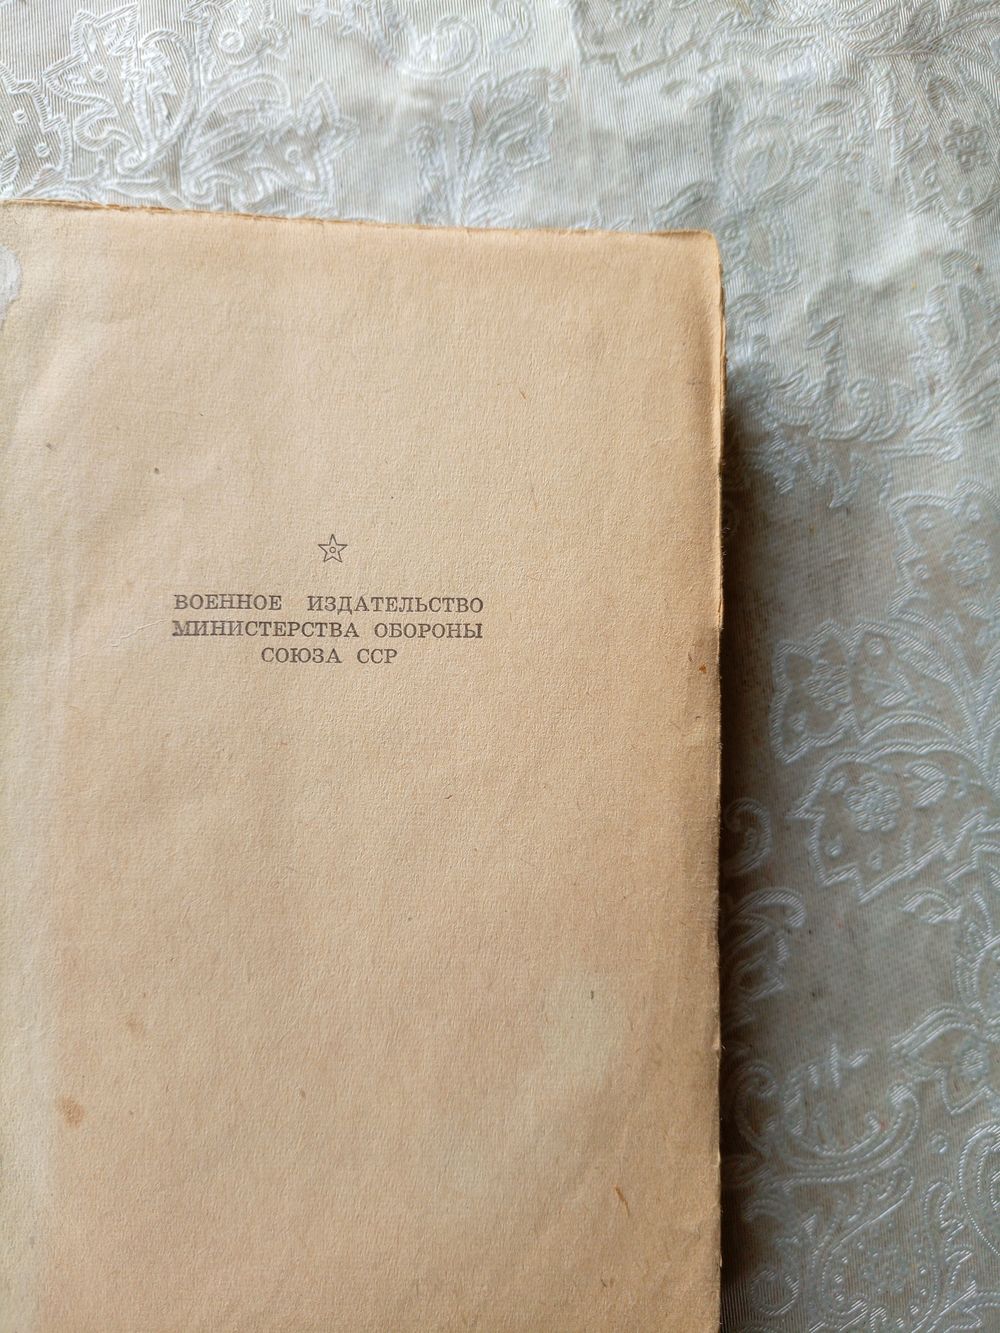 ВОЕННОЕ ИЗДАТЕЛЬСТВО
МИНИСТЕРСТВА ОБОРОНЫ
СОЮЗА ССР